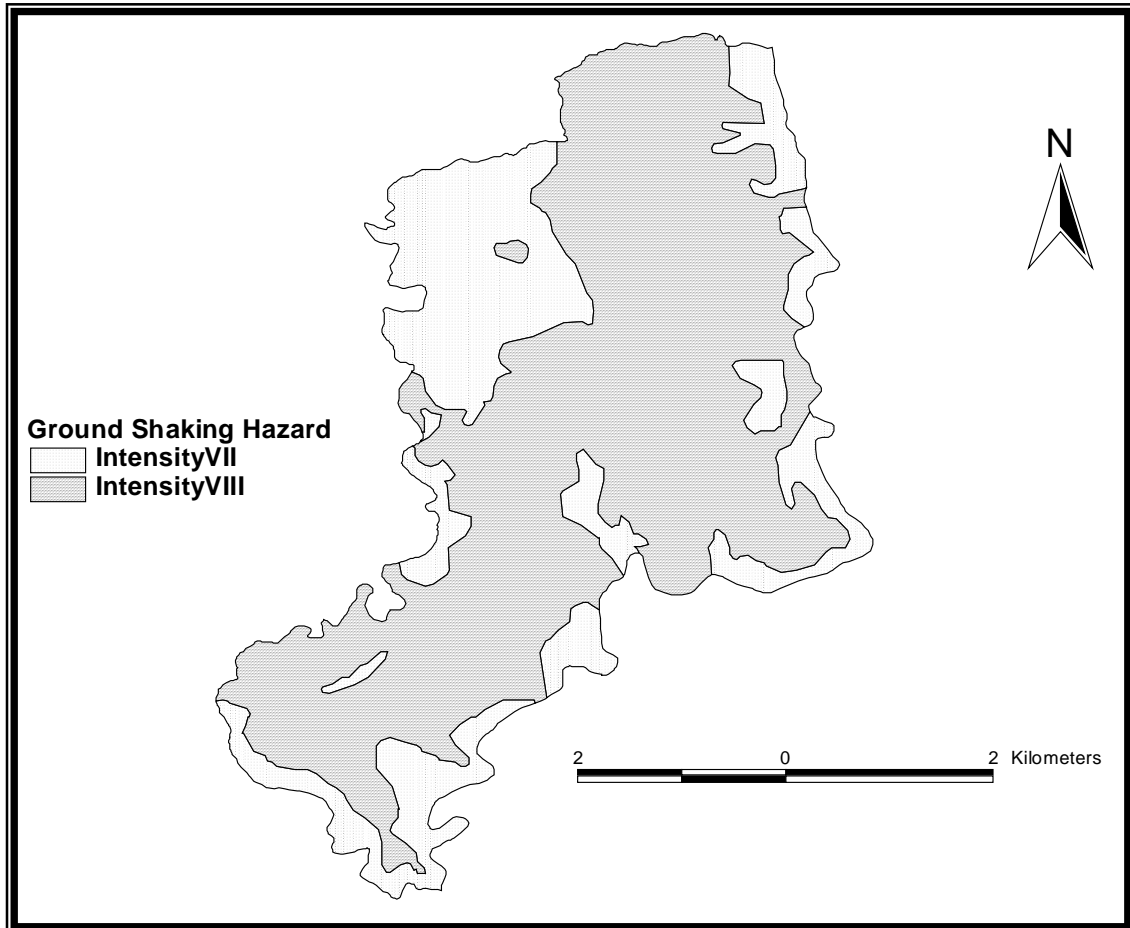 N
Ground Shaking Hazard
IntensityVII
IntensityVIII
2 0 2 Kilometers